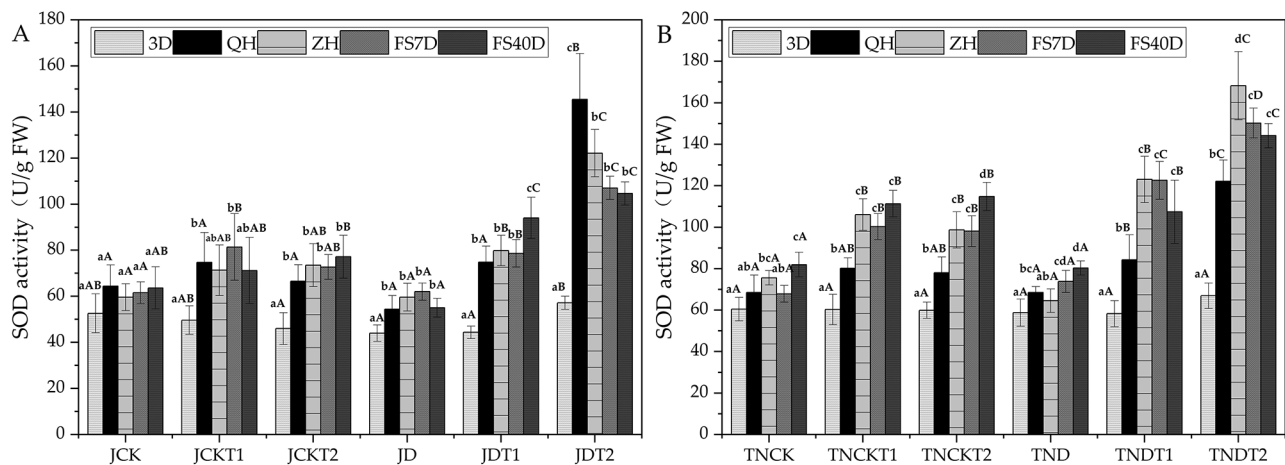 A
3D QH ZH FS7D FS40D
SOD activity（U/g FW）
180
160
140
120
100
80
60
40
20
0
aAB aA aA aA aAB
aAB bA abAB bB abAB
aA bA bAB bA bB
aA bA bA bA aA
aA bA bB bB cC
aB cB bC bC bC
JCK JCKT1 JCKT2 JD JDT1 JDT2
B
3D QH ZH FS7D FS40D
SOD activity（U/g FW）
200
180
160
140
120
100
80
60
40
20
0
aA abA bcA abA cA
aA bAB cB cB cB
aA bAB cB cB dB
aA bcA abA cdA dA
aA bB cB cC cB
aA bC dC cD cC
TNCK TNCKT1 TNCKT2 TND TNDT1 TNDT2